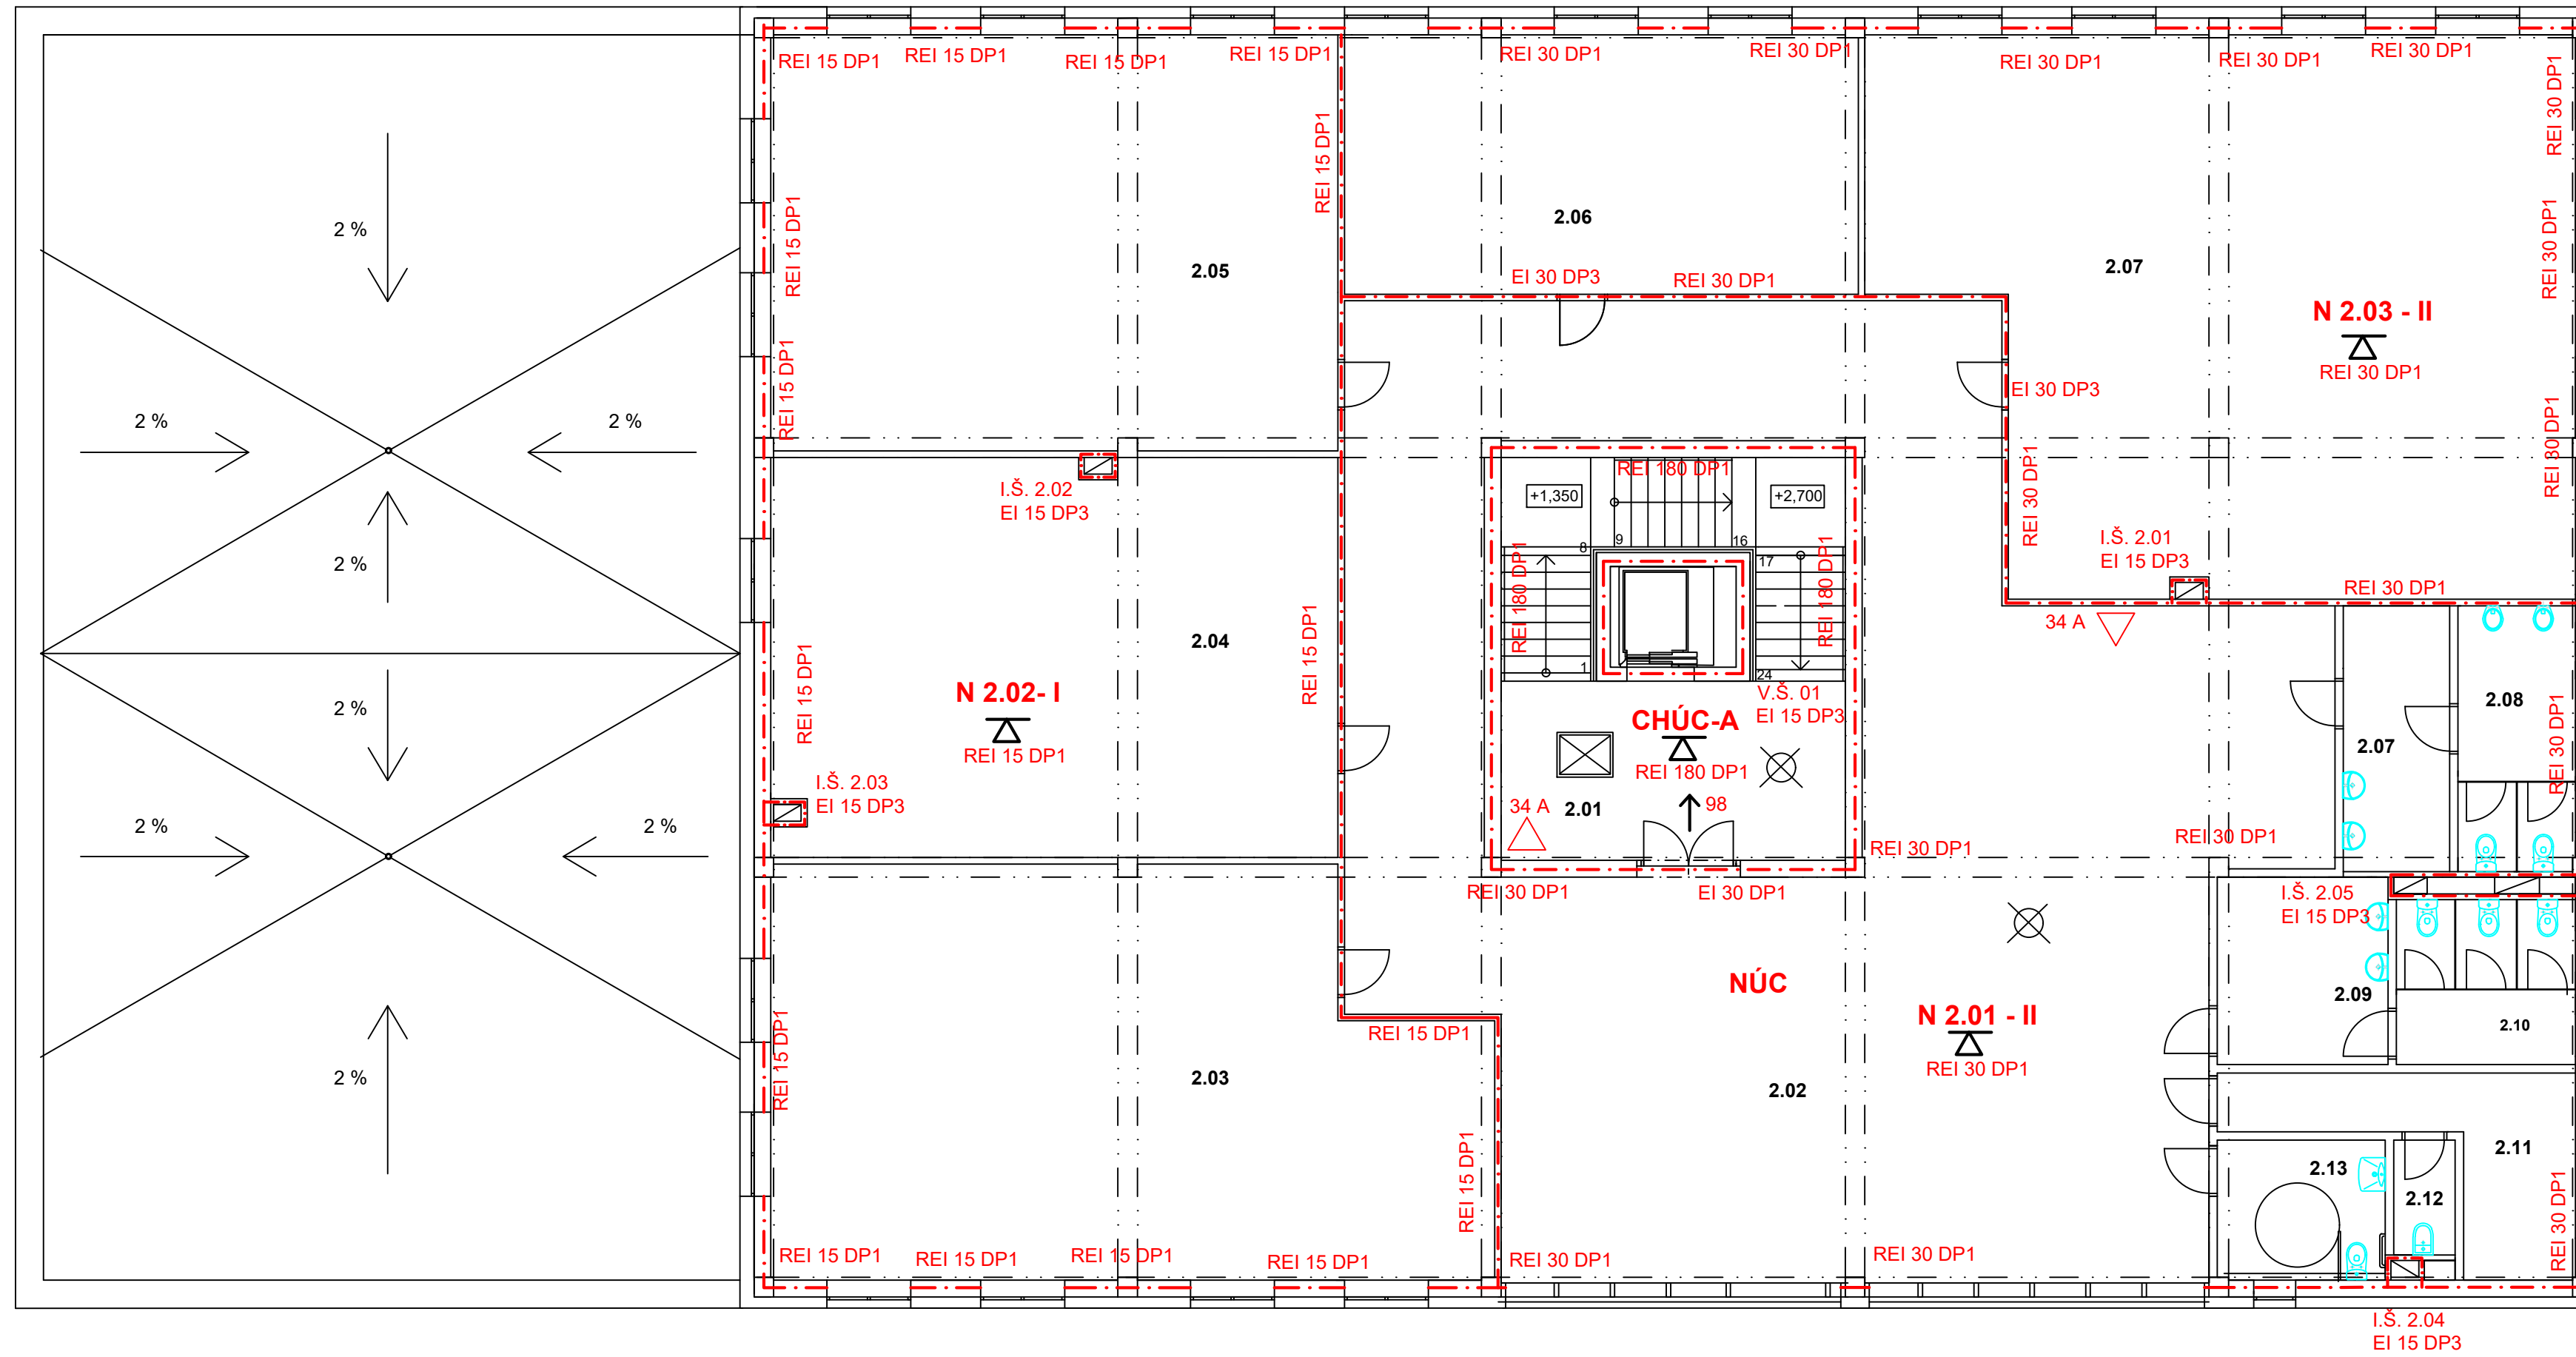 REI 15 DP1
REI 15 DP1
REI 15 DP1
REI 15 DP1
REI 30 DP1
REI 30 DP1
REI 30 DP1
REI 30 DP1
REI 30 DP1
REI 30 DP1
REI 15 DP1
2 %
REI 15 DP1
2.05
2.06
EI 30 DP3
REI 30 DP1
2.07
REI 30 DP1
N 2.03 - II
REI 30 DP1
EI 30 DP3
2 %
2 %
REI 15 DP1
REI 30 DP1
I.Š. 2.02
EI 15 DP3
REI 180 DP1
+1,350
+2,700
8
9
16
17
1
24
REI 180 DP1
REI 180 DP1
REI 30 DP1
I.Š. 2.01
EI 15 DP3
REI 30 DP1
34 A
2 %
2.04
REI 15 DP1
REI 15 DP1
N 2.02- I
REI 15 DP1
2 %
V.Š. 01
EI 15 DP3
CHÚC-A
REI 180 DP1
98
34 A
2.01
2.08
2.07
REI 30 DP1
I.Š. 2.03
EI 15 DP3
2 %
2 %
REI 30 DP1
REI 30 DP1
REI 30 DP1
EI 30 DP1
I.Š. 2.05
EI 15 DP3
NÚC
N 2.01 - II
REI 30 DP1
2.09
2.10
REI 15 DP1
REI 15 DP1
2 %
2.03
2.02
REI 15 DP1
2.11
2.13
2.12
REI 30 DP1
REI 15 DP1
REI 15 DP1
REI 15 DP1
REI 15 DP1
REI 30 DP1
REI 30 DP1
I.Š. 2.04
EI 15 DP3